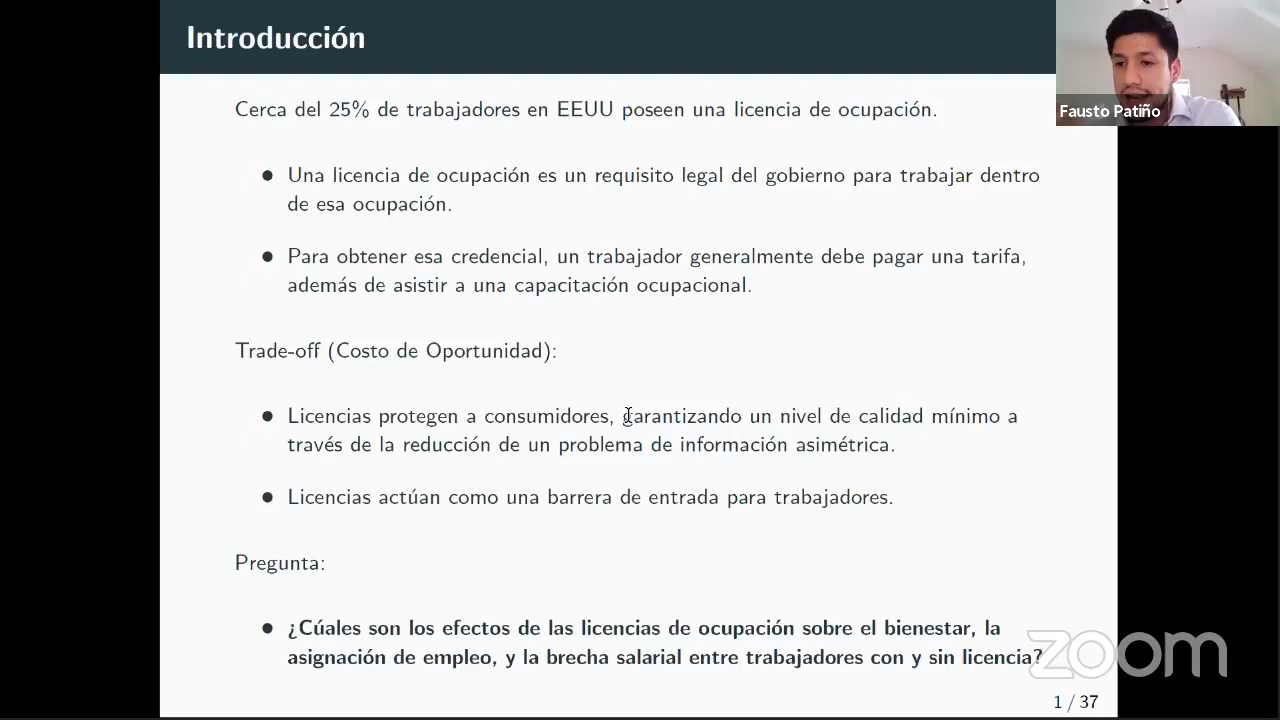 Introducción
Fausto Patiño
Cerca del 25% de trabajadores en EEUU poseen una licencia de ocupación.
● Una licencia de ocupación es un requisito legal del gobierno para trabajar dentro
de esa ocupación.
● Para obtener esa credencial, un trabajador generalmente debe pagar una tarifa,
además de asistir a una capacitación ocupacional.
Trade-off (Costo de Oportunidad):
● Licencias protegen a consumidores, garantizando un nivel de calidad mínimo a
través de la reducción de un problema de información asimétrica.
● Licencias actúan como una barrera de entrada para trabajadores.
Pregunta:
● ¿Cúales son los efectos de las licencias de ocupación sobre el bienestar, la
asignación de empleo, y la brecha salarial entre trabajadores con y sin licencia?
zoom
1 / 37